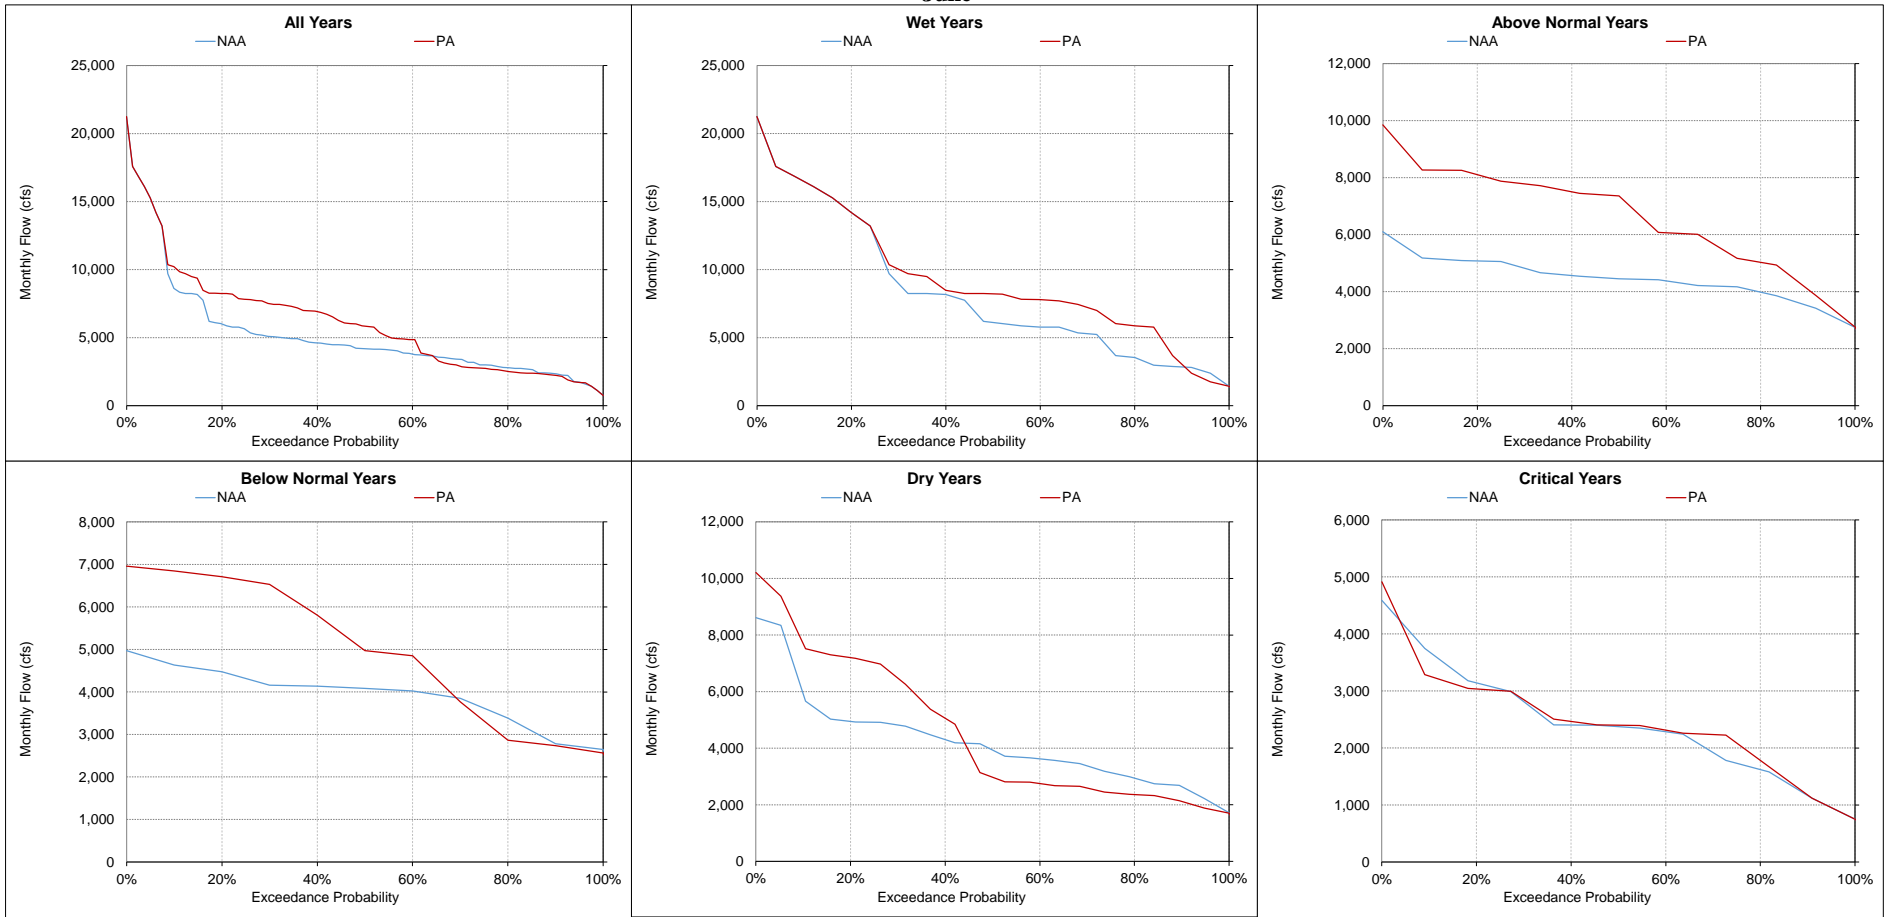 All Years
NAA PA
25,000
20,000
15,000
10,000
5,000
0
Monthly Flow (cfs)
0% 20% 40% 60% 80% 100%
Exceedance Probability
Wet Years
NAA PA
25,000
20,000
15,000
10,000
5,000
0
Monthly Flow (cfs)
0% 20% 40% 60% 80% 100%
Exceedance Probability
Above Normal Years
NAA PA
12,000
10,000
8,000
6,000
4,000
2,000
0
Monthly Flow (cfs)
0% 20% 40% 60% 80% 100%
Exceedance Probability
Below Normal Years
NAA PA
8,000
7,000
6,000
5,000
4,000
3,000
2,000
1,000
0
Monthly Flow (cfs)
0% 20% 40% 60% 80% 100%
Exceedance Probability
Dry Years
NAA PA
12,000
10,000
8,000
6,000
4,000
2,000
0
Monthly Flow (cfs)
0% 20% 40% 60% 80% 100%
Exceedance Probability
Critical Years
NAA PA
6,000
5,000
4,000
3,000
2,000
1,000
0
Monthly Flow (cfs)
0% 20% 40% 60% 80% 100%
Exceedance Probability